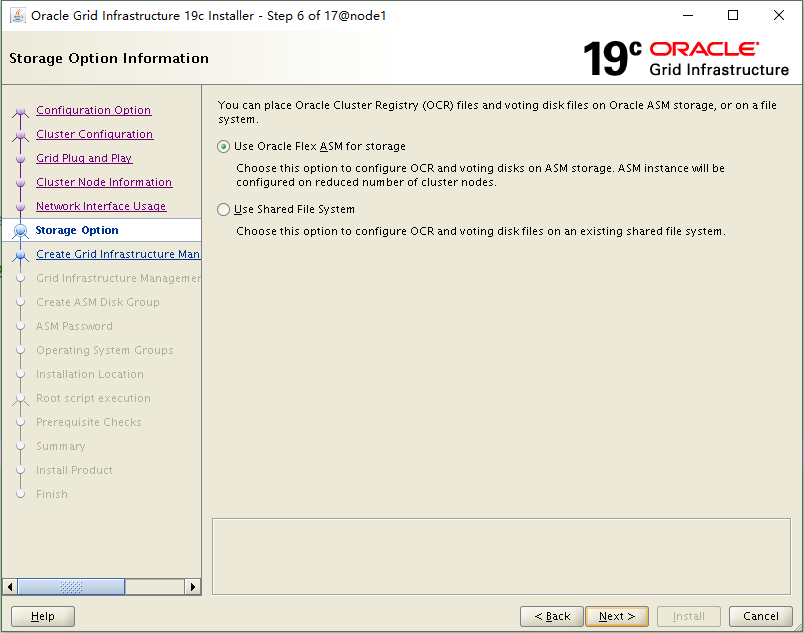 Oracle Grid Infrastructure 19c Installer - Step 6 of 17@node1
Storage Option Information
19c ORACLE
Grid Infrastructure
Configuration Option
Cluster Configuration
Grid Plug and Play
Cluster Node Information
Network Interface Usage
Storage Option
Create Grid Infrastructure Man
Grid Infrastructure Managemer
Create ASM Disk Group
ASM Password
Operating System Groups
Installation Location
Root script execution
Prerequisite Checks
Summary
Install Product
Finish
You can place Oracle Cluster Registry (OCR) files and voting disk files on Oracle ASM storage, or on a file
system.
Use Oracle Flex ASM for storage
Choose this option to configure OCR and voting disks on ASM storage. ASM instance will be
configured on reduced number of cluster nodes.
Use Shared File System
Choose this option to configure OCR and voting disk files on an existing shared file system.
Help
< Back
Next >
Install
Cancel